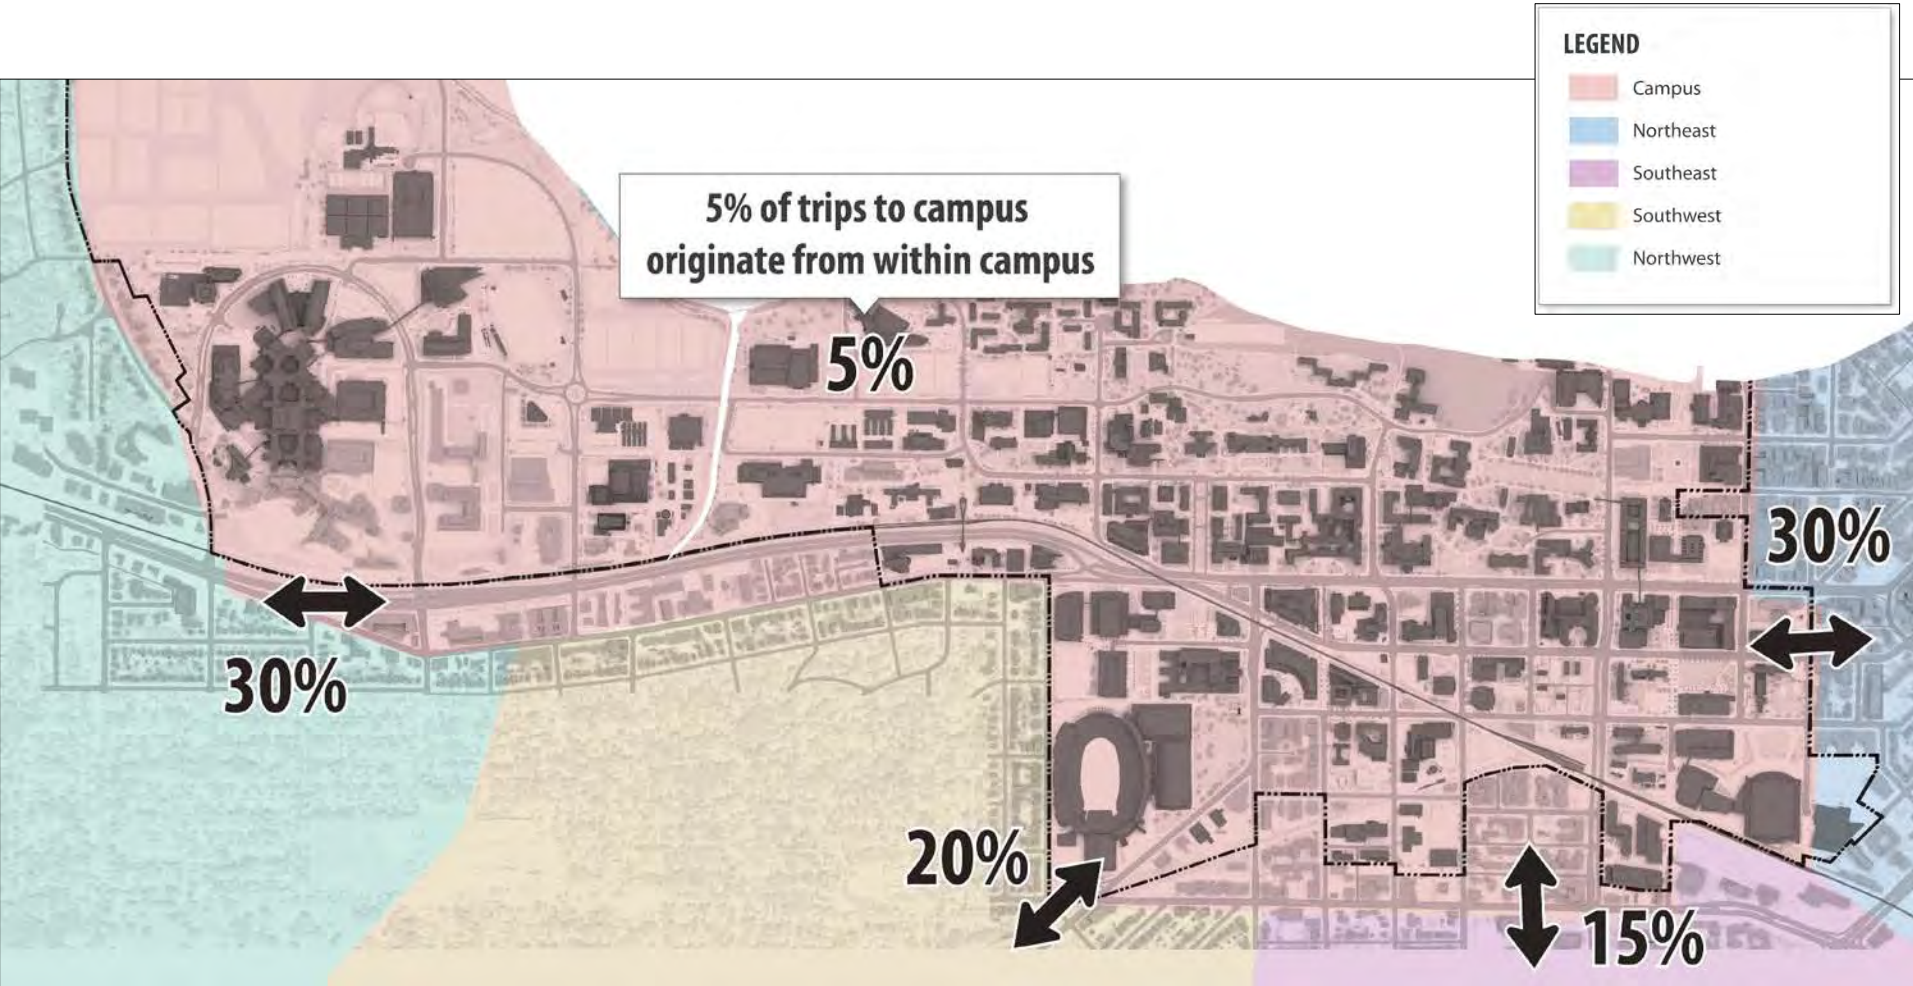 LEGEND
Campus
Northeast
Southeast
Southwest
Northwest
5% of trips to campus
originate from within campus
5%
30%
30%
20%
15%